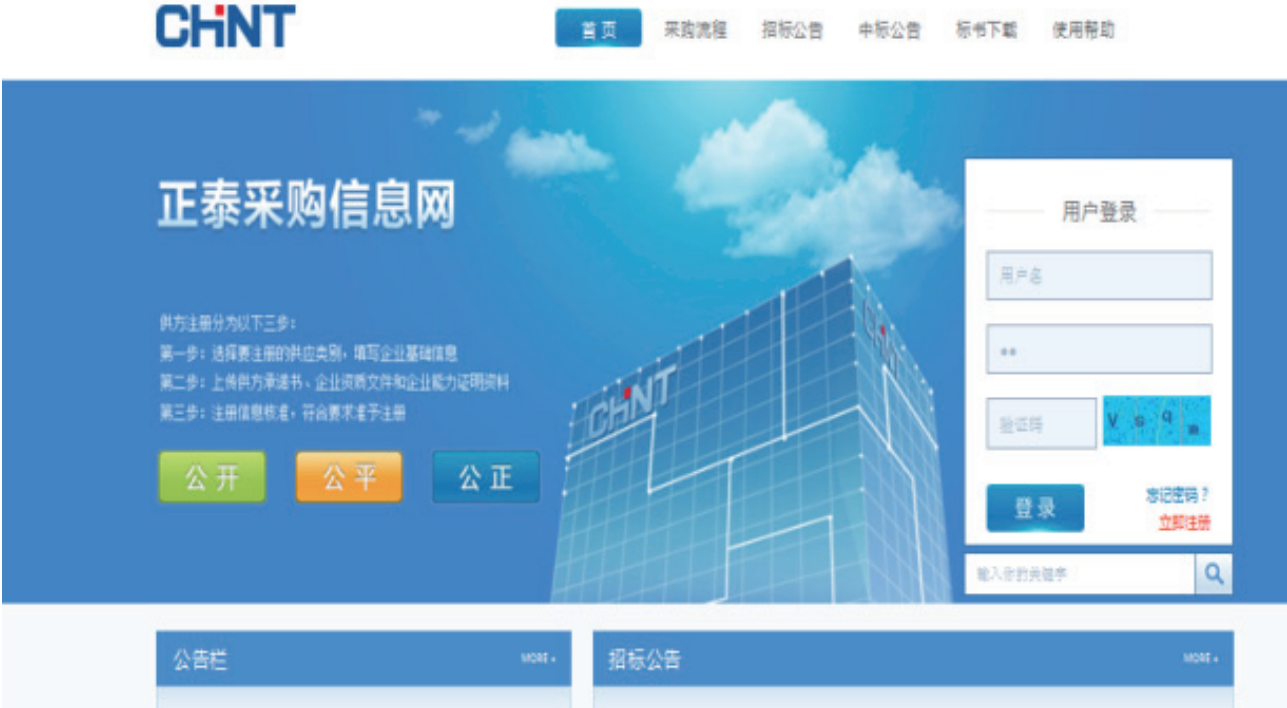 CHINT
首页 采购流程 招标公告 中标公告 标书下载 使用帮助
正泰采购信息网
供方注册分为以下三步：
第一步：选择要注册的供应类别，填写企业基础信息
第二步：上传供方承诺书、企业资质文件和企业能力证明资料
第三步：注册信息核准，符合要求准予注册
公开 公平 公正
CHINT
CHINT
用户登录
用户名
验证码
登录
忘记密码？
立即注册
输入你的关键字
公告栏 MORE +
招标公告 MORE +